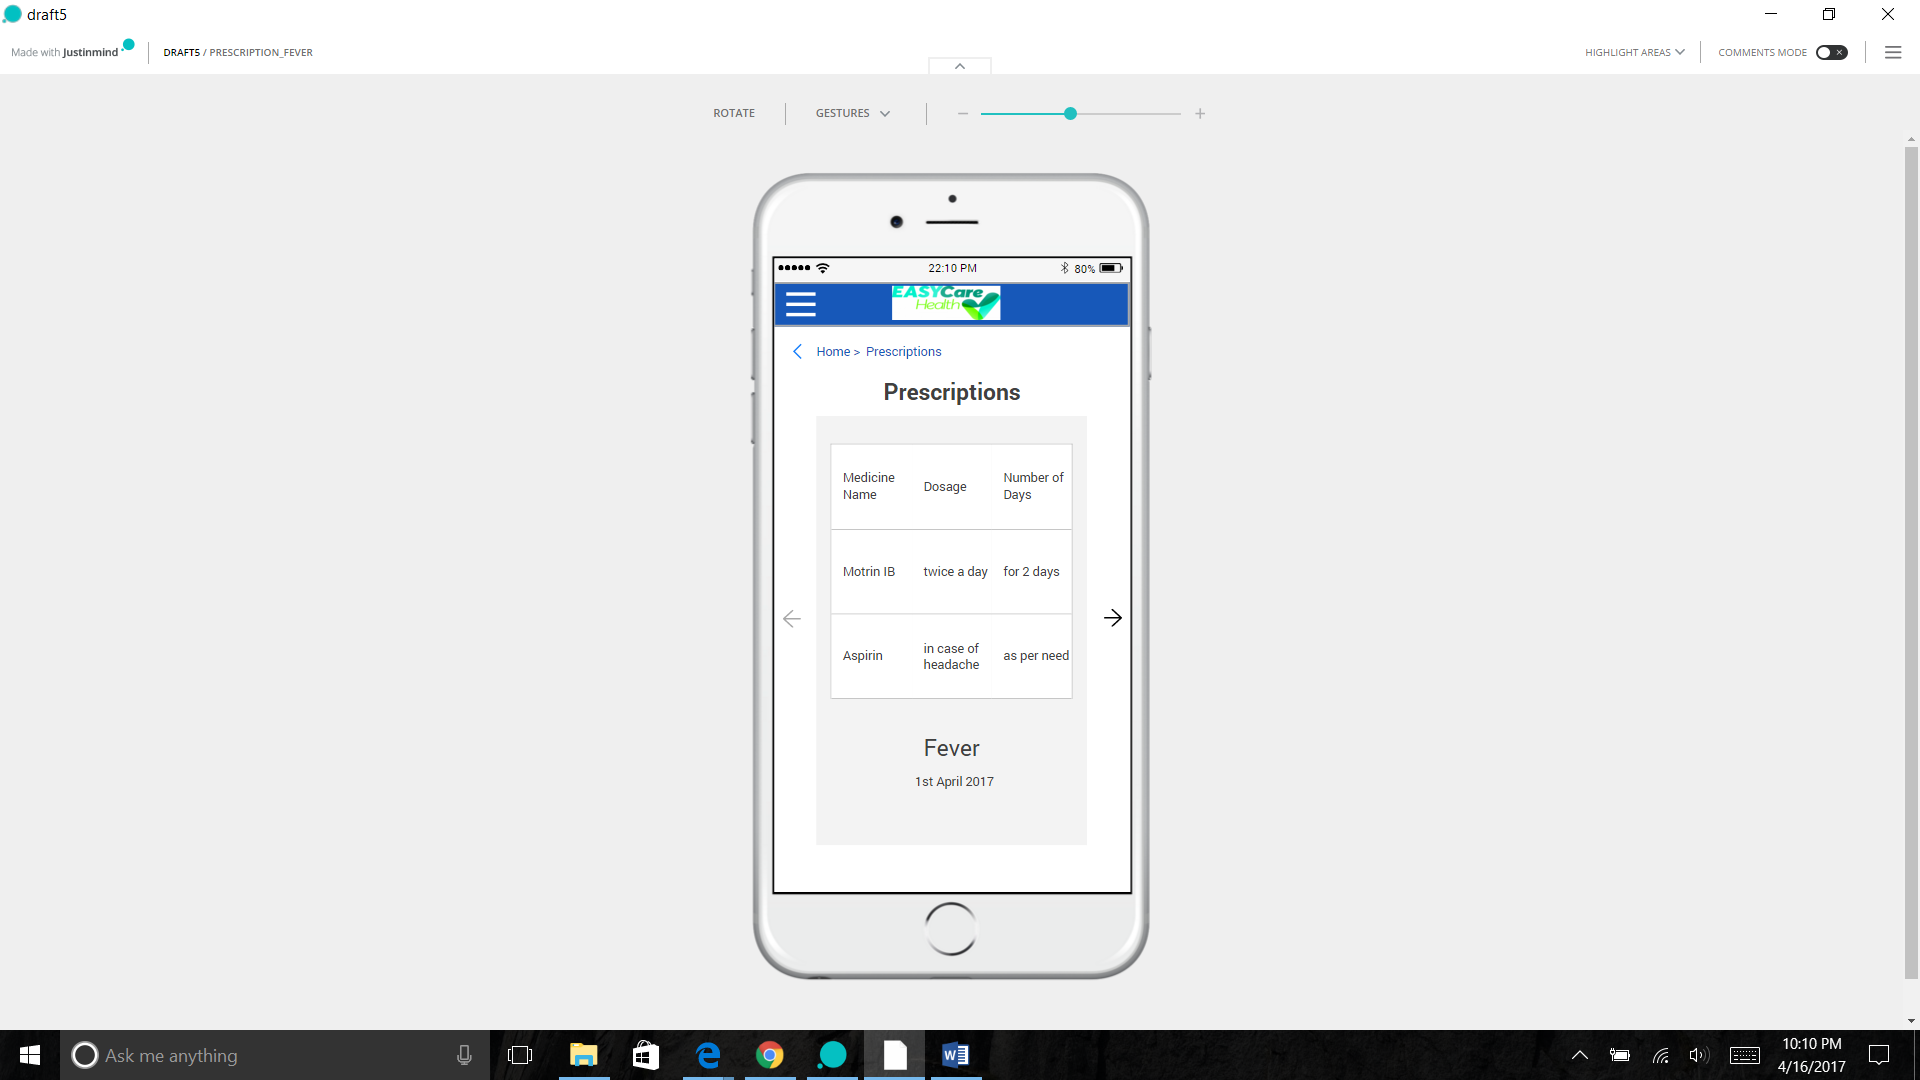 draft5
Made with Justinmind
DRAFT5 / PRESCRIPTION_FEVER
HIGHLIGHT AREAS
COMMENTS MODE
ROTATE
GESTURES
22:10 PM
80%
EASYCare
Health
Home > Prescriptions
Prescriptions
Medicine Name
Dosage
Number of Days
Motrin IB
twice a day
for 2 days
Aspirin
in case of headache
as per need
Fever
1st April 2017
Ask me anything
10:10 PM
4/16/2017